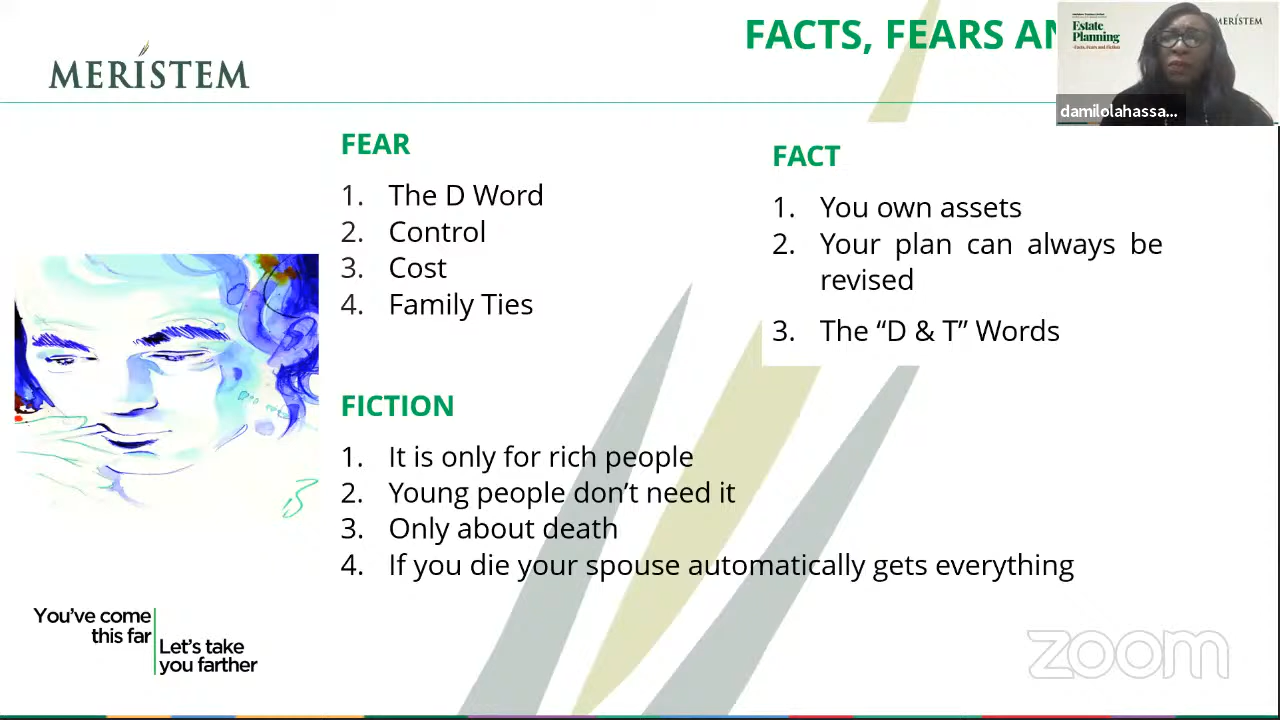 FACTS, FEARS AN
MERISTEM
Estate
Planning
MERISTEM
damilolahassa...
FEAR
1. The D Word
2. Control
3. Cost
4. Family Ties
FACT
1. You own assets
2. Your plan can always be
revised
3. The “D & T” Words
FICTION
1. It is only for rich people
2. Young people don’t need it
3. Only about death
4. If you die your spouse automatically gets everything
You’ve come
this far
Let’s take
you farther
zoom